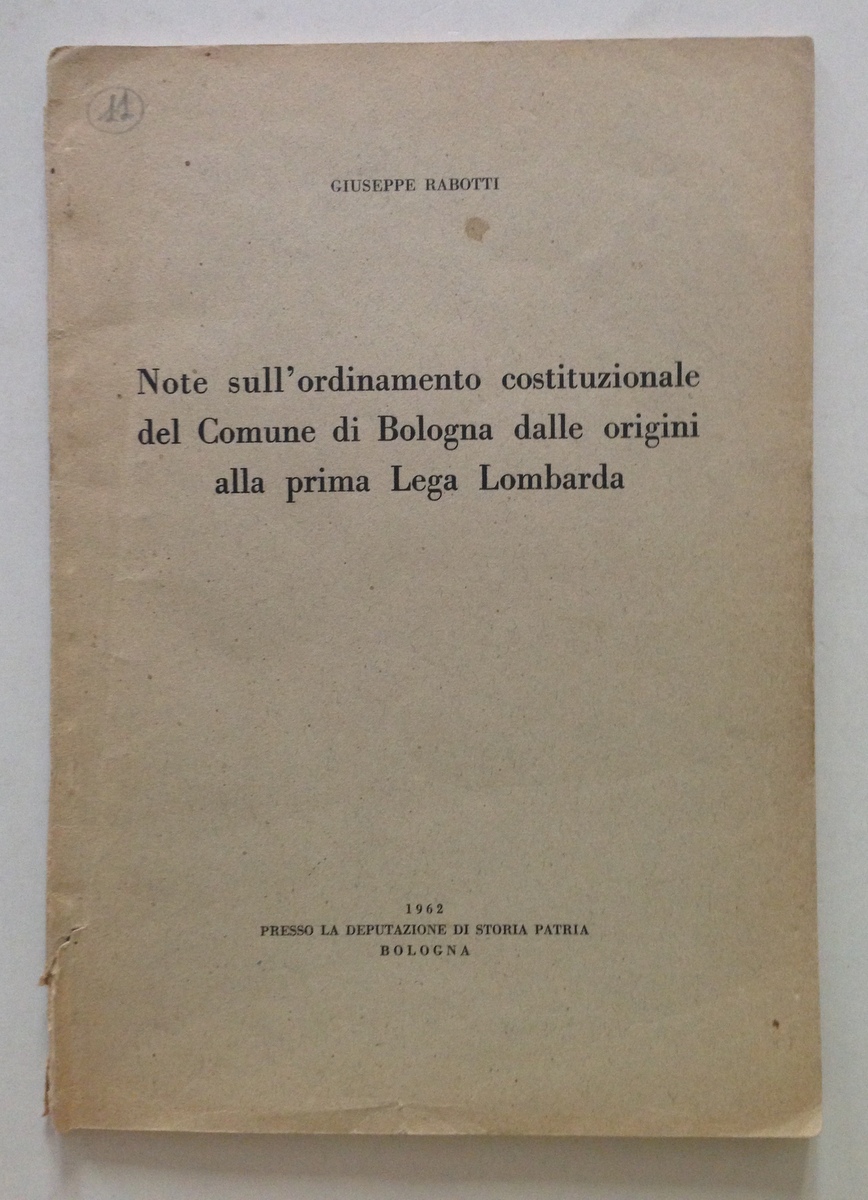 11
GIUSEPPE RABOTTI
Note sull'ordinamento costituzionale
del Comune di Bologna dalle origini
alla prima Lega Lombarda
1962
PRESSO LA DEPUTAZIONE DI STORIA PATRIA
BOLOGNA